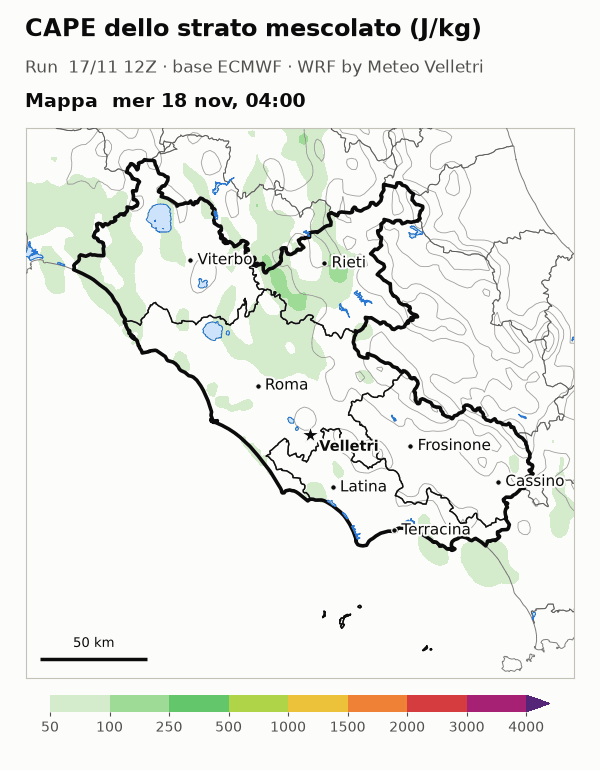 CAPE dello strato mescolato (J/kg)
Run  17/11 12Z · base ECMWF · WRF by Meteo Velletri
Mappa  mer 18 nov, 04:00
Viterbo
Rieti
Roma
Velletri
Frosinone
Latina
Cassino
Terracina
50 km
50 100 250 500 1000 1500 2000 3000 4000